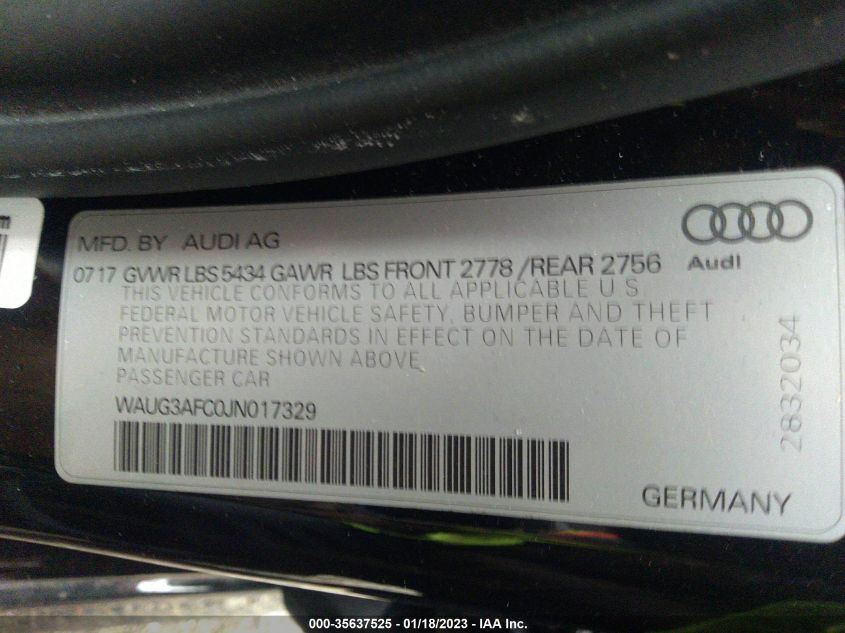 MFD. BY AUDI AG
0717 GVWR LBS 5434 GAWR LBS FRONT 2778 / REAR 2756
Audi
THIS VEHICLE CONFORMS TO ALL APPLICABLE U S
FEDERAL MOTOR VEHICLE SAFETY, BUMPER AND THEFT
PREVENTION STANDARDS IN EFFECT ON THE DATE OF
MANUFACTURE SHOWN ABOVE
PASSENGER CAR
WAUG3AFC0JN017329
2832034
GERMANY
000-35637525 - 01/18/2023 - IAA Inc.